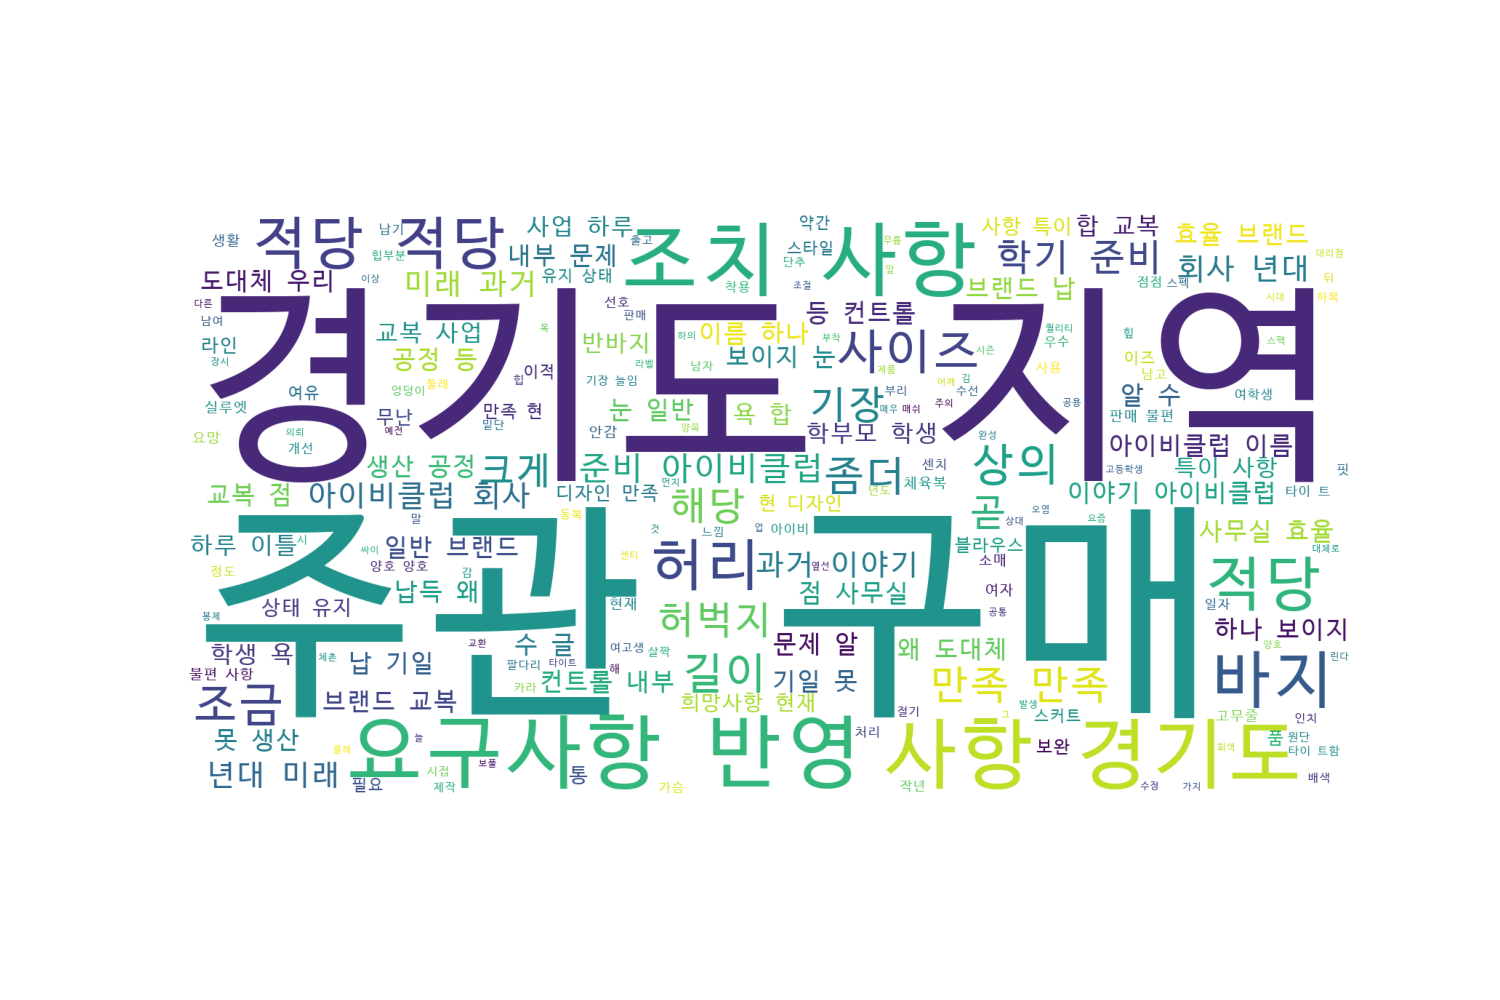 적당 적당
사업 하루
조치 사항
약간
사항 특이
합 교복
효율 브랜드
생활
남기
내부 문제
출고
스타일
무릎
학기 준비
회사 년대
대리점
힙부분
도대체 우리
이상
미래 과거
유지 상태
착용
단추
앞
조절
브랜드 납
점점
스펙
뒤
다른
경기도 지역
선호
판매
등 컨트롤
시대
하복
남여
라인
교복 사업
목
반바지
하의
이름 하나
부착
사이즈
시즌
퀄리티
우수
힢
스팩
장시
공정 등
둘레
이적
힙
기장 늘임
라벨
남자
보이지 눈
제품
어깨
김
사용
이즈
남고
여유
엉덩이
실루엣
무난
예전
만족 현
밑단
눈 일반
양쪽
욕 합
기장
부리
매우
매쉬
수선
주의
공용
알 수
여학생
판매 불편
요망
의뢰
개선
안감
학부모 학생
완성
아이비클럽 이름
생산 공정
크게
준비 아이비클럽
좀더
센치
체육복
상의
고등학생
특이 사항
핏
교복 점
아이비클럽 회사
디자인 만족
먼지
해당
현 디자인
년도
곧
이야기 아이비클럽
타이 트
말
동복
것
느낌
업
아이비
상대
오염
요즘
사무실 효율
대체로
하루 이틀
시
싸이
일반 브랜드
주관 구매
허리
과거
옆선
이야기
블라우스
소매
정도
양호 양호
감
센티
납득 왜
현재
점 사무실
여자
적당
일자
봉제
상태 유지
허벅지
공통
하나 보이지
학생 욕
체촌
교환
수 글
여고생
살짝
문제 알
왜 도대체
양호
불편 사항
납 기일
팔다리
타이트
해
길이
기일 못
만족 만족
바지
린다
조금
브랜드 교복
카라
컨트롤 내부
희망사항 현재
절기
그
발생
스커트
고무줄
인치
못 생산
올해
늘
요구사항 반영
처리
사항 경기도
보완
회색
품
원단
타이 트함
년대 미래
필요
시접
제작
보풀
통
가슴
작년
수정
가지
배색